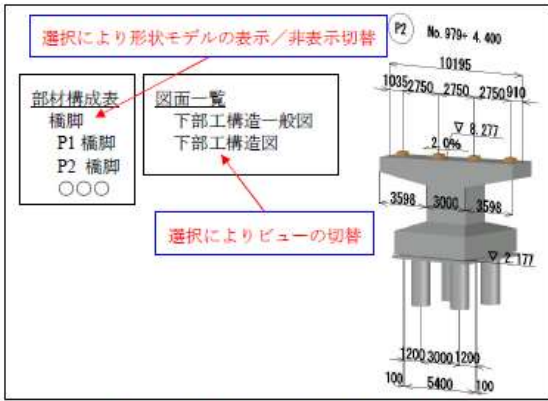 選択により形状モデルの表示／非表示切替
P2 No.979+ 4.400
10195
1035 2750 2750 2750 910
部材構成表
橋脚
P1 橋脚
P2 橋脚
○○○
図面一覧
下部工構造一般図
下部工構造図
▽ 8.277
2.0%
3598 3000 3598
選択によりビューの切替
▽ 2.177
1200 3000 1200
100 5400 100